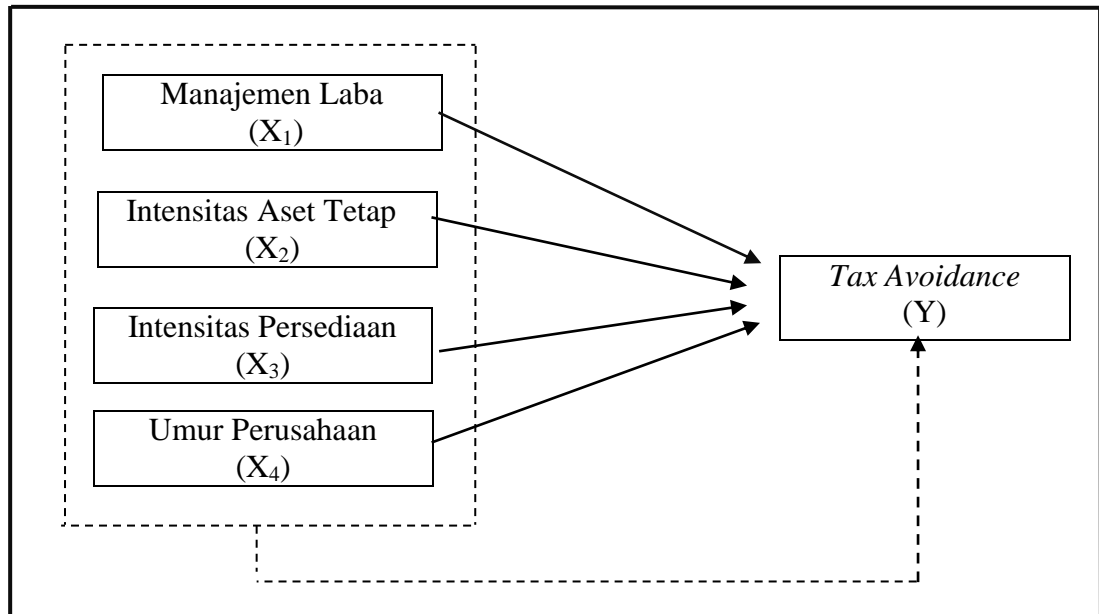 Manajemen Laba
(X₁)
Intensitas Aset Tetap
(X₂)
Intensitas Persediaan
(X₃)
Umur Perusahaan
(X₄)
Tax Avoidance
(Y)